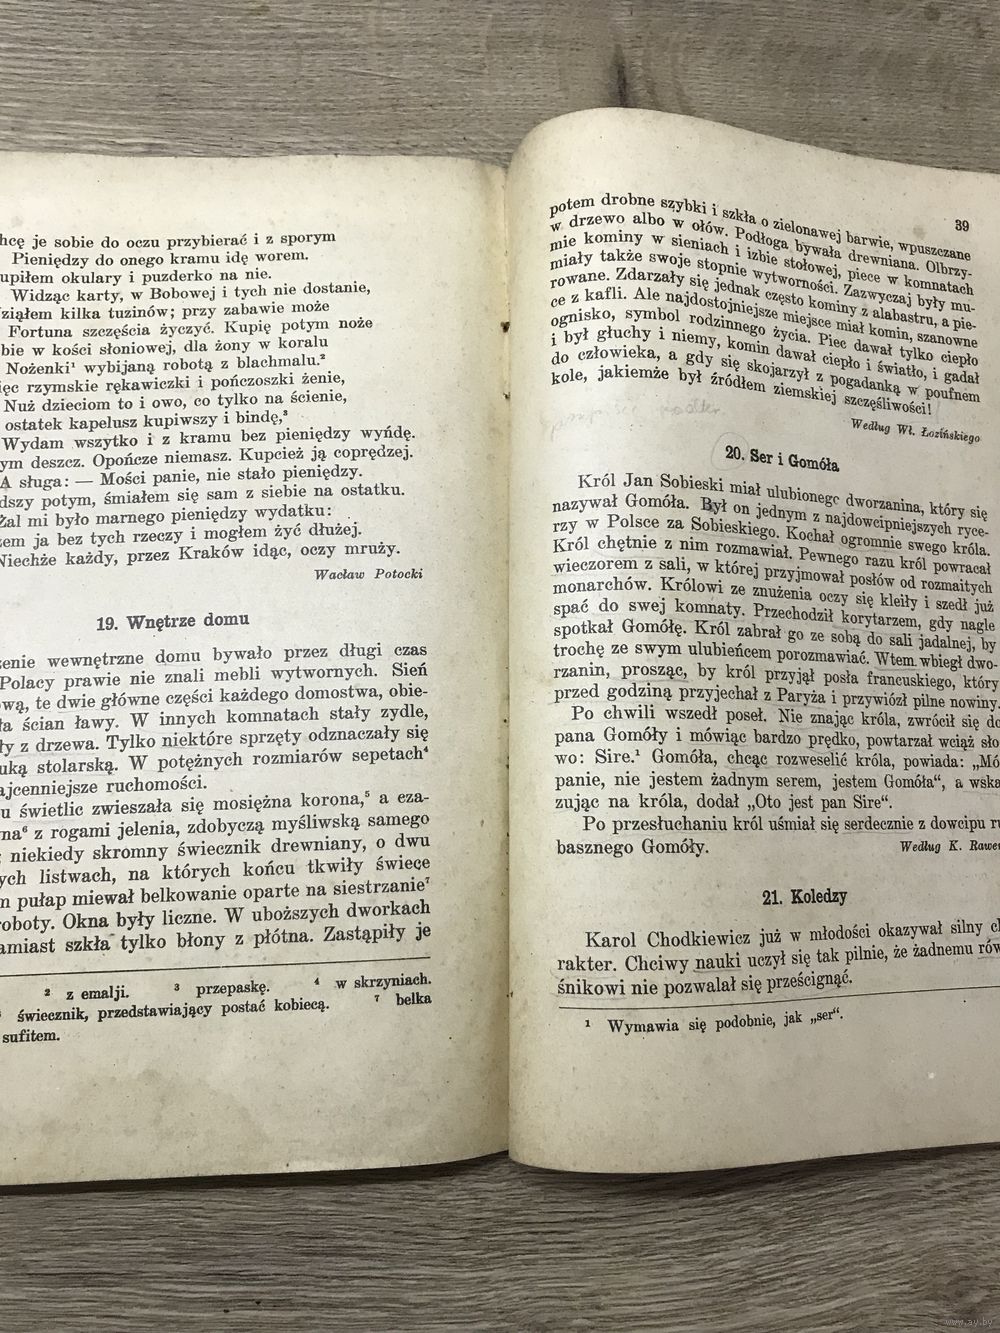 hcę je sobie do oczu przybierać i z sporym
Pieniędzy do onego kramu idę worem.
upiłem okulary i puzderko na nie.
Widząc karty, w Bobowej i tych nie dostanie,
ziąłem kilka tuzinów; przy zabawie może
Fortuna szczęścia życzyć. Kupię potym noże
bie w kości słoniowej, dla żony w koralu
Nożenki¹ wybijaną robotą z blachmalu.²
ięc rzymskie rękawiczki i pończoszki żenie,
Nuż dzieciom to i owo, co tylko na ścienie,
ostatek kapelusz kupiwszy i bindę,³
Wydam wszytko i z kramu bez pieniędzy wyńdę.
ym deszcz. Opończe niemasz. Kupcież ją coprędzej.
A sługa: — Mości panie, nie stało pieniędzy.
dszy potym, śmiałem się sam z siebie na ostatku.
Żal mi było marnego pieniędzy wydatku:
zem ja bez tych rzeczy i mogłem żyć dłużej.
Niechże każdy, przez Kraków idąc, oczy mruży.
Wacław Potocki
19. Wnętrze domu
zenie wewnętrzne domu bywało przez długi czas
Polacy prawie nie znali mebli wytwornych. Sień
ową, te dwie główne części każdego domostwa, obie-
ła ścian ławy. W innych komnatach stały zydle,
ły z drzewa. Tylko niektóre sprzęty odznaczały się
uką stolarską. W potężnych rozmiarów sepetach⁴
ajcenniejsze ruchomości.
u świetlic zwieszała się mosiężna korona,⁵ a cza-
na⁶ z rogami jelenia, zdobyczą myśliwską samego
niekiedy skromny świecznik drewniany, o dwu
ych listwach, na których końcu tkwiły świece
m pułap miewał belkowanie oparte na siestrzanie⁷
roboty. Okna były liczne. W uboższych dworkach
amiast szkła tylko błony z płótna. Zastąpiły je
² z emalji. ³ przepaskę. ⁴ w skrzyniach.
⁶ świecznik, przedstawiający postać kobiecą. ⁷ belka
sufitem.
39
potem drobne szybki i szkła o zielonawej barwie, wpuszczane
w drzewo albo w ołów. Podłoga bywała drewniana. Olbrzy-
mie kominy w sieniach i izbie stołowej, piece w komnatach
miały także swoje stopnie wytworności. Zazwyczaj były mu-
rowane. Zdarzały się jednak często kominy z alabastru, a pie-
ce z kafli. Ale najdostojniejsze miejsce miał komin, szanowne
ognisko, symbol rodzinnego życia. Piec dawał tylko ciepło
i był głuchy i niemy, komin dawał ciepło i światło, i gadał
do człowieka, a gdy się skojarzył z pogadanką w poufnem
kole, jakiemże był źródłem ziemskiej szczęśliwości!
Według Wł. Łozińskiego
20. Ser i Gomóła
Król Jan Sobieski miał ulubionego dworzanina, który się
nazywał Gomóła. Był on jednym z najdowcipniejszych ryce-
rzy w Polsce za Sobieskiego. Kochał ogromnie swego króla.
Król chętnie z nim rozmawiał. Pewnego razu król powracał
wieczorem z sali, w której przyjmował posłów od rozmaitych
monarchów. Królowi ze znużenia oczy się kleiły i szedł już
spać do swej komnaty. Przechodził korytarzem, gdy nagle
spotkał Gomółę. Król zabrał go ze sobą do sali jadalnej, by
trochę ze swym ulubieńcem porozmawiać. Wtem wbiegł dwo-
rzanin, prosząc, by król przyjął posła francuskiego, który
przed godziną przyjechał z Paryża i przywiózł pilne nowiny.
Po chwili wszedł poseł. Nie znając króla, zwrócił się do
pana Gomóły i mówiąc bardzo prędko, powtarzał wciąż sło-
wo: Sire.¹ Gomóła, chcąc rozweselić króla, powiada: „Mó
panie, nie jestem żadnym serem, jestem Gomóła“, a wska
zując na króla, dodał „Oto jest pan Sire“.
Po przesłuchaniu król uśmiał się serdecznie z dowcipu ru
basznego Gomóły. Według K. Rawer
21. Koledzy
Karol Chodkiewicz już w młodości okazywał silny ch
rakter. Chciwy nauki uczył się tak pilnie, że żadnemu rów
śnikowi nie pozwalał się prześcignąć.
¹ Wymawia się podobnie, jak „ser“.
www.ay.by